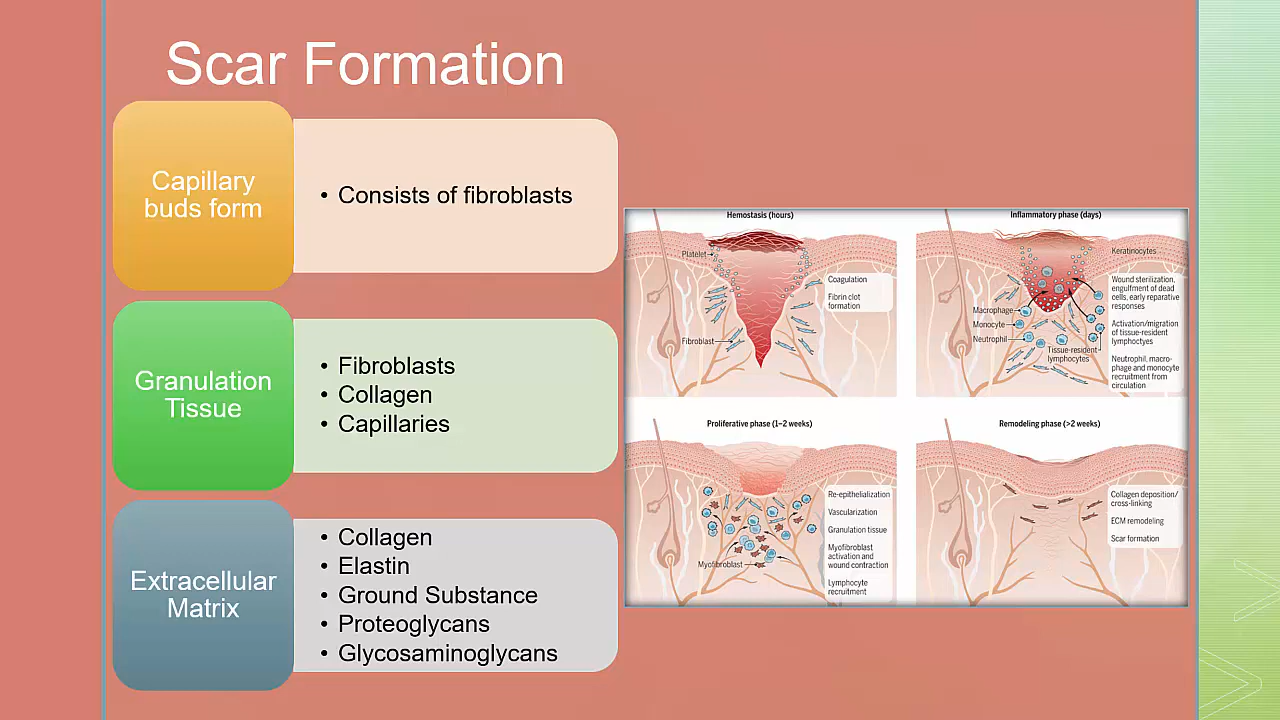 Scar Formation
Capillary
buds form
• Consists of fibroblasts
Granulation
Tissue
• Fibroblasts
• Collagen
• Capillaries
Extracellular
Matrix
• Collagen
• Elastin
• Ground Substance
• Proteoglycans
• Glycosaminoglycans
Hemostasis (hours)
Platelet
Fibroblast
Coagulation
Fibrin clot
formation
Inflammatory phase (days)
Keratinocytes
Macrophage
Monocyte
Neutrophil
Tissue-resident
lymphocytes
Wound sterilization,
engulfment of dead
cells, early reparative
responses
Activation/migration
of tissue-resident
lymphoctyes
Neutrophil, macro-
phage and monocyte
recruitment from
circulation
Proliferative phase (1–2 weeks)
Myofibroblast
Re-epithelialization
Vascularization
Granulation tissue
Myofibroblast
activation and
wound contraction
Lymphocyte
recruitment
Remodeling phase (>2 weeks)
Collagen deposition/
cross-linking
ECM remodeling
Scar formation